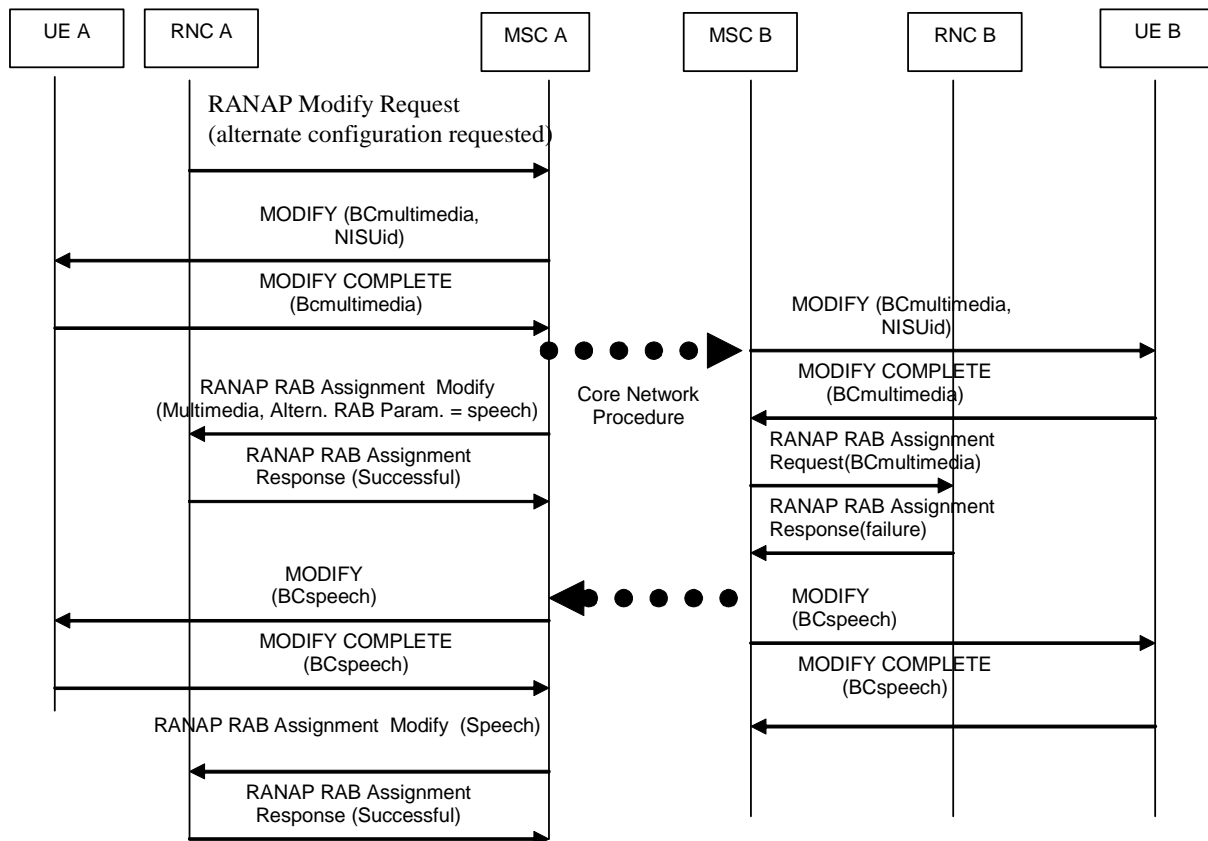 UE A
RNC A
MSC A
MSC B
RNC B
UE B
RANAP Modify Request
(alternate configuration requested)
MODIFY (BCmultimedia,
NISUid)
MODIFY COMPLETE
(Bcmultimedia)
MODIFY (BCmultimedia,
NISUid)
MODIFY COMPLETE
(BCmultimedia)
RANAP RAB Assignment Modify
(Multimedia, Altern. RAB Param. = speech)
Core Network
Procedure
RANAP RAB Assignment
Request(BCmultimedia)
RANAP RAB Assignment
Response (Successful)
RANAP RAB Assignment
Response(failure)
MODIFY
(BCspeech)
MODIFY
(BCspeech)
MODIFY COMPLETE
(BCspeech)
MODIFY COMPLETE
(BCspeech)
RANAP RAB Assignment Modify (Speech)
RANAP RAB Assignment
Response (Successful)